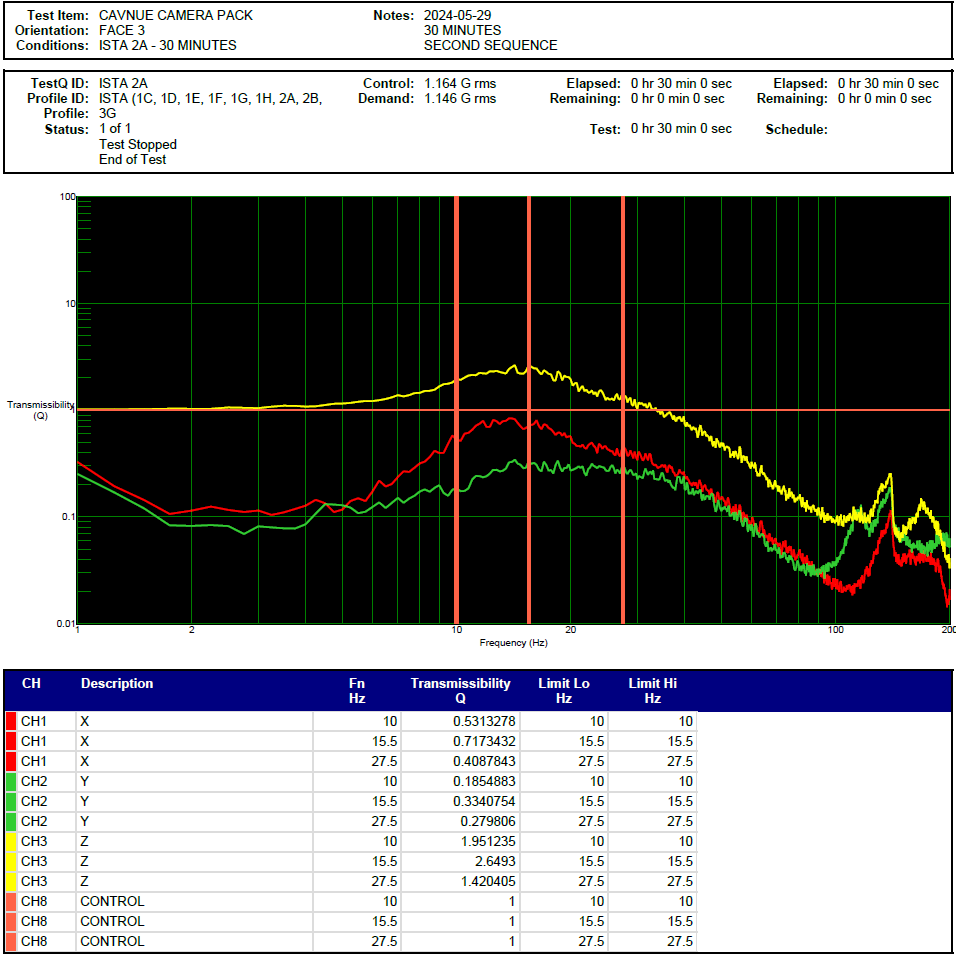 Test Item: CAVNUE CAMERA PACK Notes: 2024-05-29
Orientation: FACE 3 30 MINUTES
Conditions: ISTA 2A - 30 MINUTES SECOND SEQUENCE
TestQ ID: ISTA 2A Control: 1.164 G rms Elapsed: 0 hr 30 min 0 sec Elapsed: 0 hr 30 min 0 sec
Profile ID: ISTA (1C, 1D, 1E, 1F, 1G, 1H, 2A, 2B, Demand: 1.146 G rms Remaining: 0 hr 0 min 0 sec Remaining: 0 hr 0 min 0 sec
Profile: 3G
Status: 1 of 1 Test: 0 hr 30 min 0 sec Schedule:
Test Stopped
End of Test
100
10
Transmissibility 1
(Q)
0.1
0.01
1 2 10 20 100 200
Frequency (Hz)
CH Description Fn Transmissibility Limit Lo Limit Hi
Hz Q Hz Hz
CH1 X 10 0.5313278 10 10
CH1 X 15.5 0.7173432 15.5 15.5
CH1 X 27.5 0.4087843 27.5 27.5
CH2 Y 10 0.1854883 10 10
CH2 Y 15.5 0.3340754 15.5 15.5
CH2 Y 27.5 0.279806 27.5 27.5
CH3 Z 10 1.951235 10 10
CH3 Z 15.5 2.6493 15.5 15.5
CH3 Z 27.5 1.420405 27.5 27.5
CH8 CONTROL 10 1 10 10
CH8 CONTROL 15.5 1 15.5 15.5
CH8 CONTROL 27.5 1 27.5 27.5